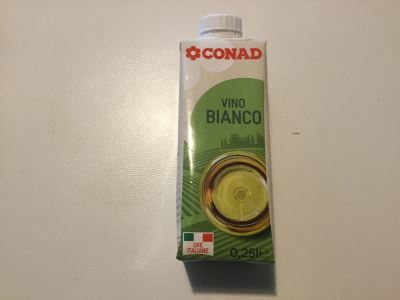 CONAD
VINO
BIANCO
UVE
ITALIANE
0,25l e